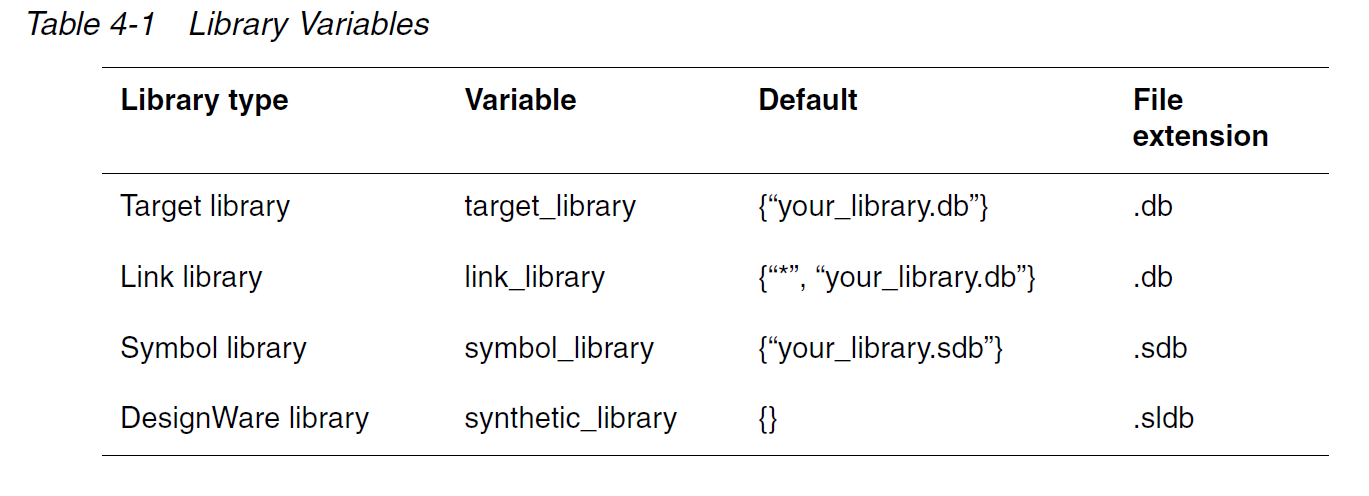 Table 4-1 Library Variables
Library type Variable Default File
extension
Target library target_library {“your_library.db”} .db
Link library link_library {“*”, “your_library.db”} .db
Symbol library symbol_library {“your_library.sdb”} .sdb
DesignWare library synthetic_library {} .sldb